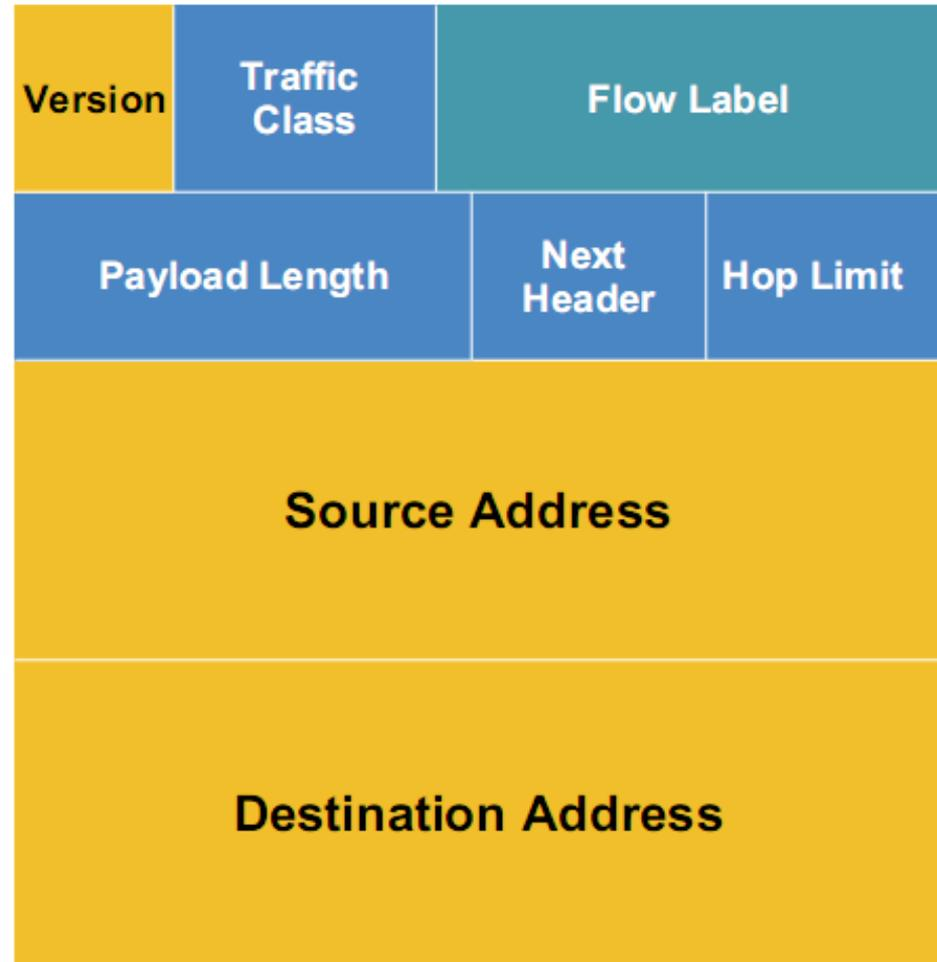 Version
Traffic
Class
Flow Label
Payload Length
Next
Header
Hop Limit
Source Address
Destination Address